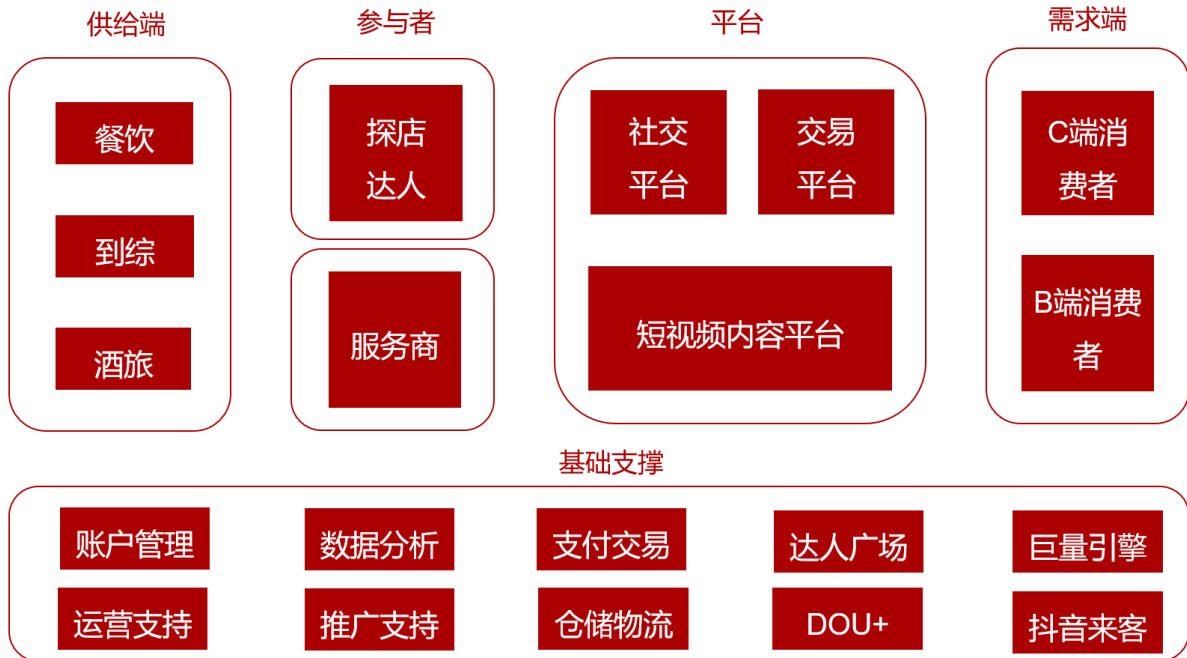 供给端
餐饮
到综
酒旅
参与者
探店
达人
服务商
平台
社交
平台
交易
平台
短视频内容平台
需求端
C端消
费者
B端消费
者
基础支撑
账户管理
数据分析
支付交易
达人广场
巨量引擎
运营支持
推广支持
仓储物流
DOU+
抖音来客